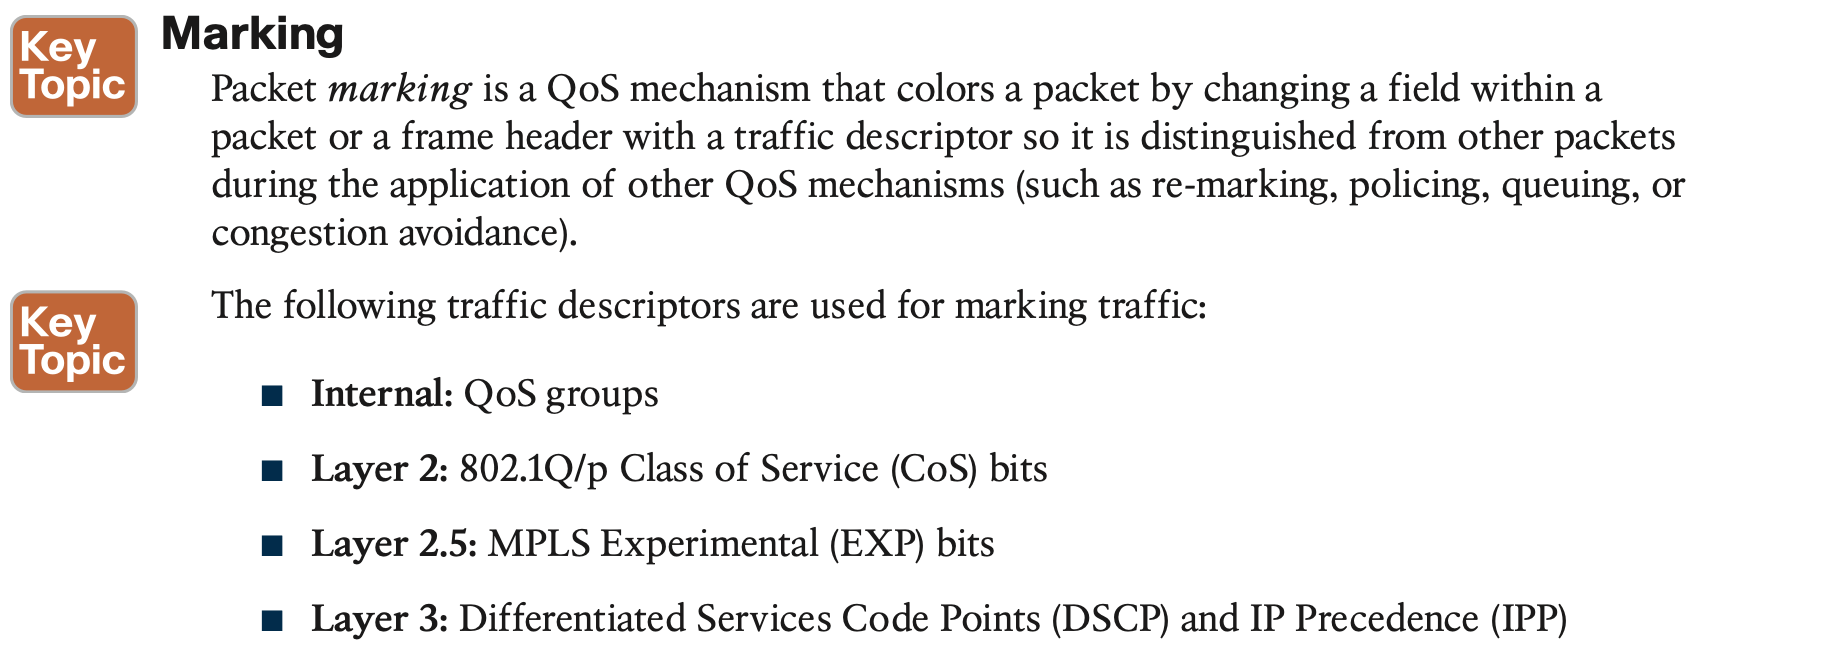 Key
Topic
Marking
Packet marking is a QoS mechanism that colors a packet by changing a field within a
packet or a frame header with a traffic descriptor so it is distinguished from other packets
during the application of other QoS mechanisms (such as re-marking, policing, queuing, or
congestion avoidance).
Key
Topic
The following traffic descriptors are used for marking traffic:
■ Internal: QoS groups
■ Layer 2: 802.1Q/p Class of Service (CoS) bits
■ Layer 2.5: MPLS Experimental (EXP) bits
■ Layer 3: Differentiated Services Code Points (DSCP) and IP Precedence (IPP)